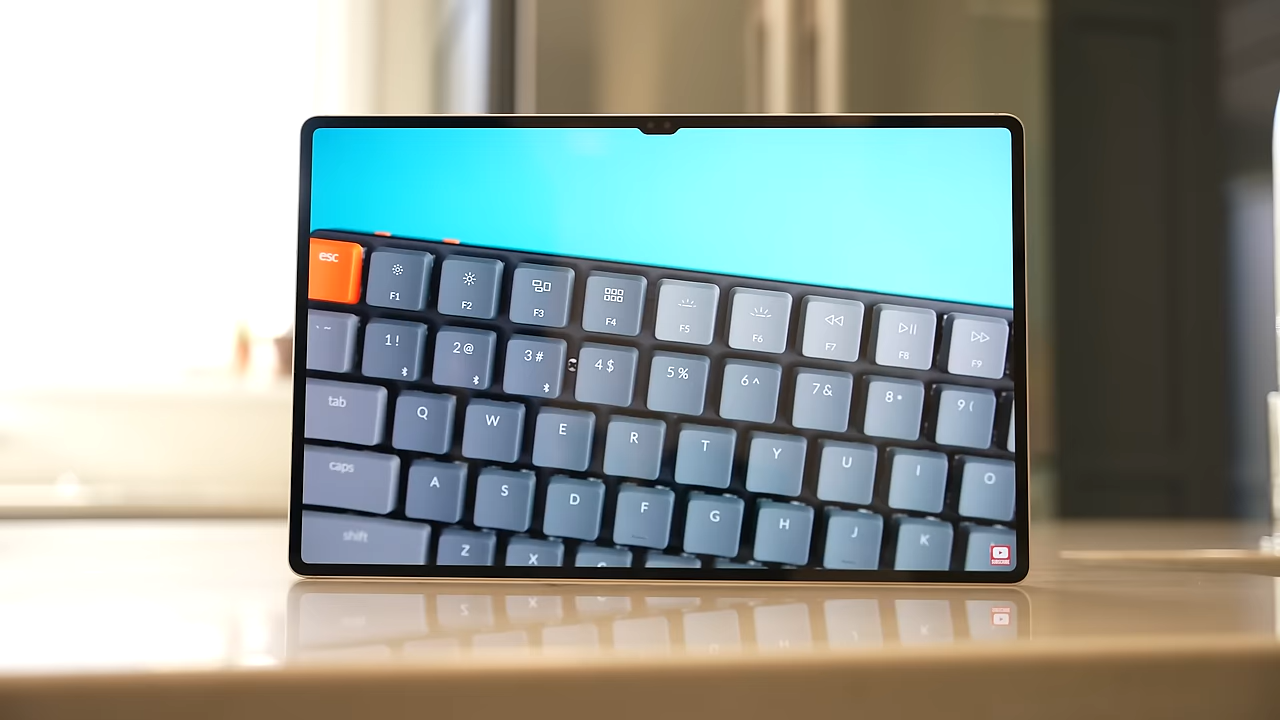 esc F1 F2 F3 F4 F5 F6 F7 F8 F9
` ~ 1 ! 2 @ 3 # 4 $ 5 % 6 ^ 7 & 8 * 9 (
tab Q W E R T Y U I O
caps A S D F G H J K
shift Z X C
SUBSCRIBE